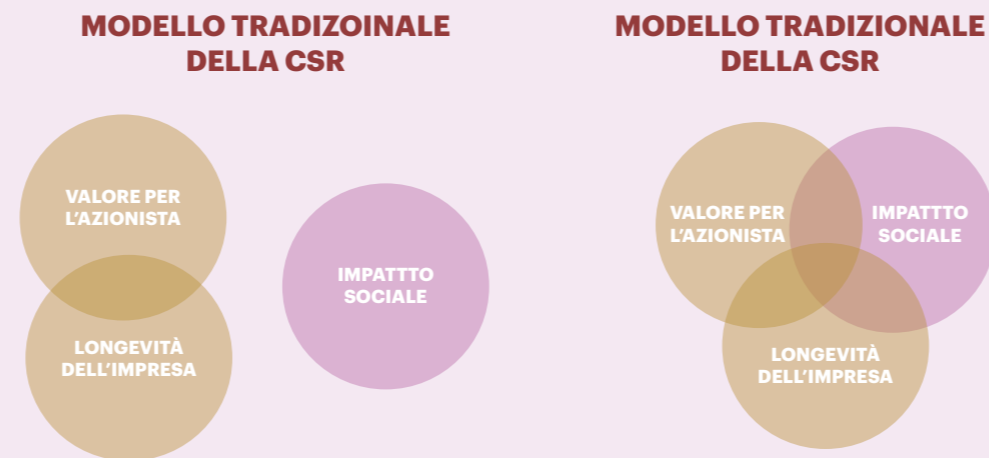 MODELLO TRADIZOINALE
DELLA CSR
VALORE PER
L'AZIONISTA
LONGEVITÀ
DELL'IMPRESA
IMPATTTO
SOCIALE
MODELLO TRADIZIONALE
DELLA CSR
VALORE PER
L'AZIONISTA
IMPATTTO
SOCIALE
LONGEVITÀ
DELL'IMPRESA